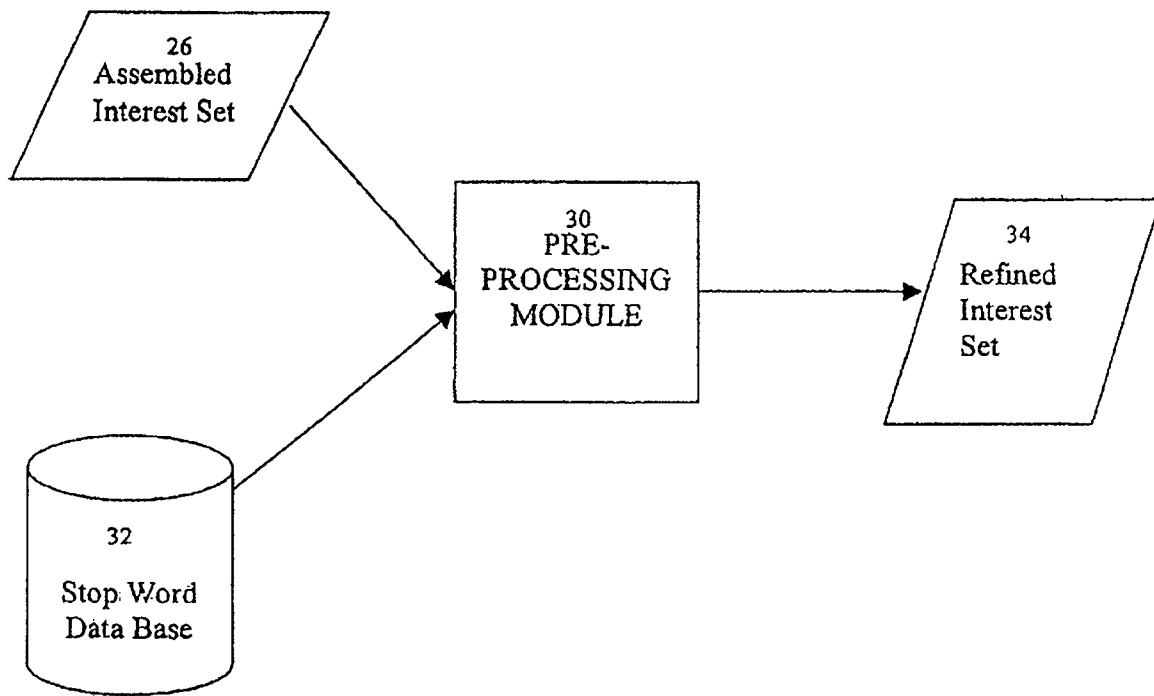 26
Assembled
Interest Set
30
PRE-
PROCESSING
MODULE
34
Refined
Interest
Set
32
Stop Word
Data Base